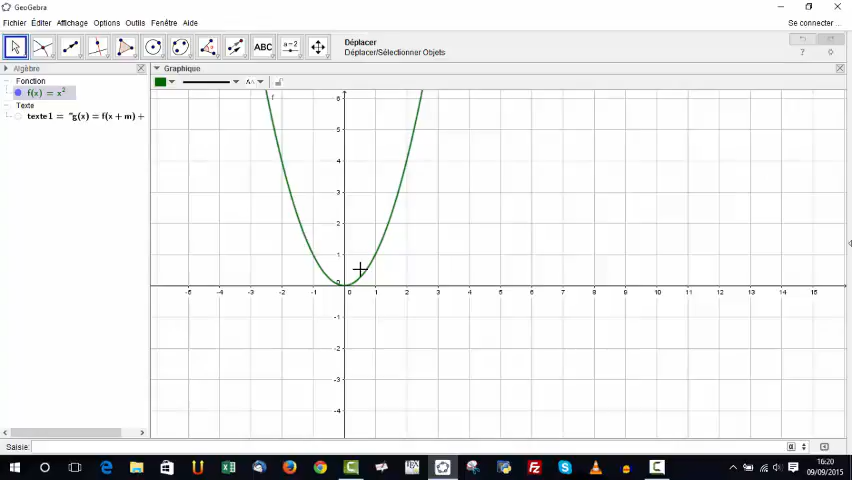 GeoGebra
Fichier Éditer Affichage Options Outils Fenêtre Aide
Se connecter...
ABC
a=2
Déplacer
Déplacer/Sélectionner Objets
Algèbre
Graphique
Fonction
f(x) = x²
Texte
texte1 = "g(x) = f(x + m) +
f
6
5
4
3
2
1
0
-5 -4 -3 -2 -1 0 1 2 3 4 5 6 7 8 9 10 11 12 13 14 15
-1
-2
-3
-4
Saisie:
α
16:20
09/09/2015